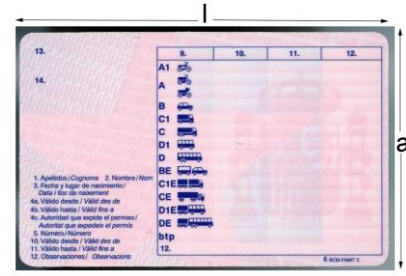 l
a
13.
14.
9. 10. 11. 12.
A1
A
B
C1
C
D1
D
BE
C1E
CE
D1E
DE
btp
12.
1. Apellidos/Cognoms 2. Nombre/Nom
3. Fecha y lugar de nacimiento/
Data i lloc de naixement
4a. Válido desde / Vàlid des de
4b. Válido hasta / Vàlid fins a
4c. Autoridad que expide el permiso/
Autoritat que expedeix el permís
5. Número/Número
10. Válido desde / Vàlid des de
11. Válido hasta / Vàlid fins a
12. Observaciones / Observacions